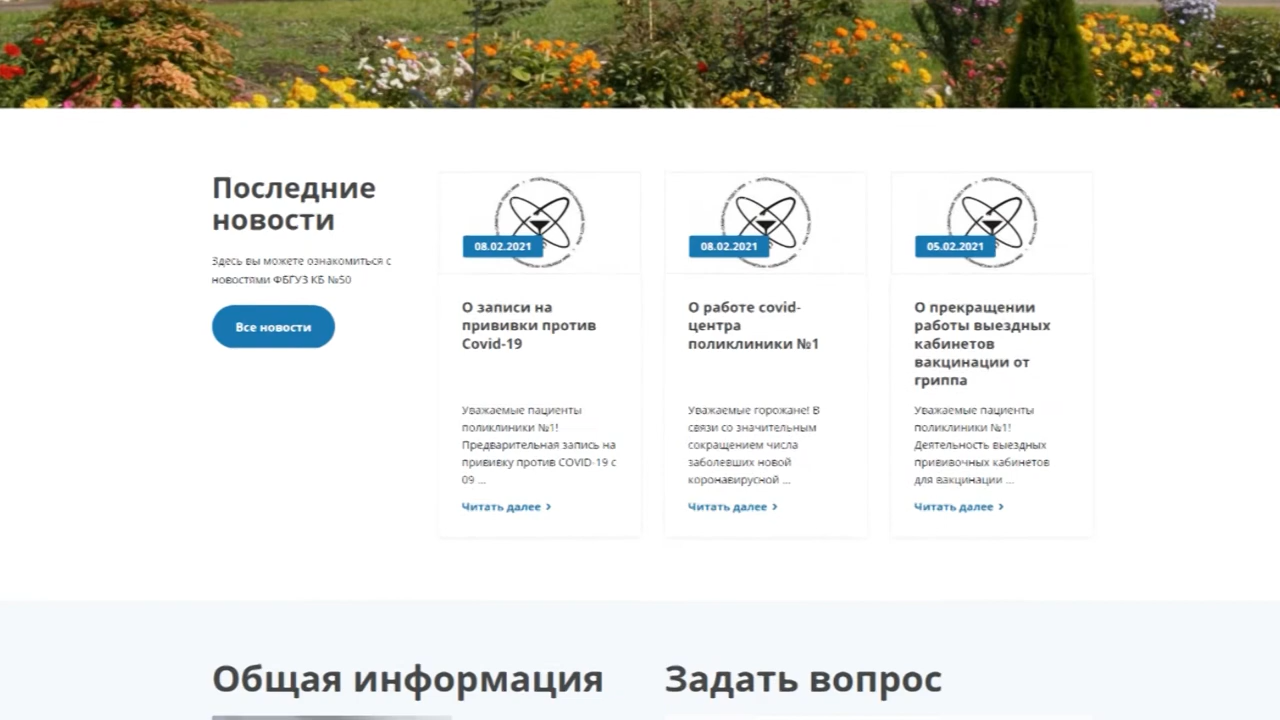 Последние
новости
Здесь вы можете ознакомиться с
новостями ФБГУЗ КБ №50
Все новости
08.02.2021
О записи на
прививки против
Covid-19
Уважаемые пациенты
поликлиники №1!
Предварительная запись на
прививку против COVID-19 с
09 ...
Читать далее
08.02.2021
О работе covid-
центра
поликлиники №1
Уважаемые горожане! В
связи со значительным
сокращением числа
заболевших новой
коронавирусной ...
Читать далее
05.02.2021
О прекращении
работы выездных
кабинетов
вакцинации от
гриппа
Уважаемые пациенты
поликлиники №1!
Деятельность выездных
прививочных кабинетов
для вакцинации ...
Читать далее
Общая информация
Задать вопрос